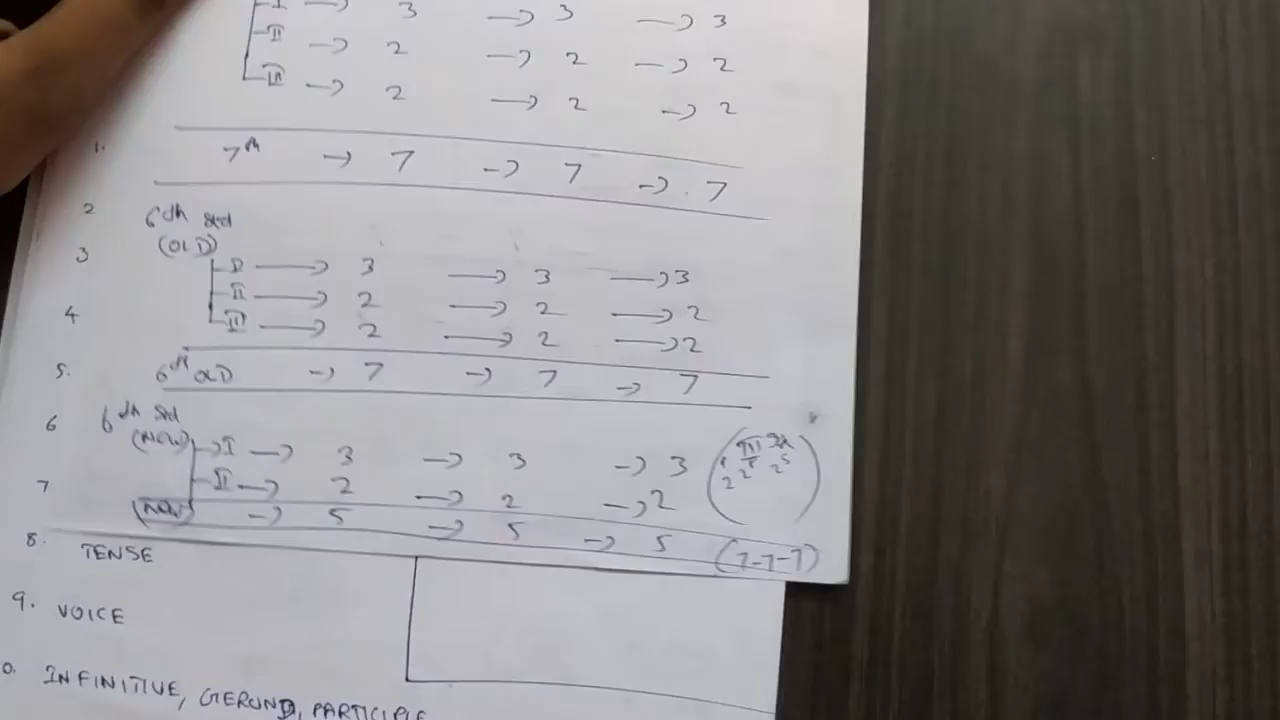 I → 3 → 3 → 3
II → 2 → 2 → 2
III → 2 → 2 → 2
1. 7th → 7 → 7 → 7
2 6th std
3 (OLD)
I → 3 → 3 → 3
II → 2 → 2 → 2
4 III → 2 → 2 → 2
5. 6th OLD → 7 → 7 → 7
6 6th std
(NEW) → I → 3 → 3 → 3
7 II → 2 → 2 → 2
(NEW) → 5 → 5 → 5 (7-7-7)
8. TENSE
9. VOICE
0. INFINITIVE, GERUND, PARTICIPLE